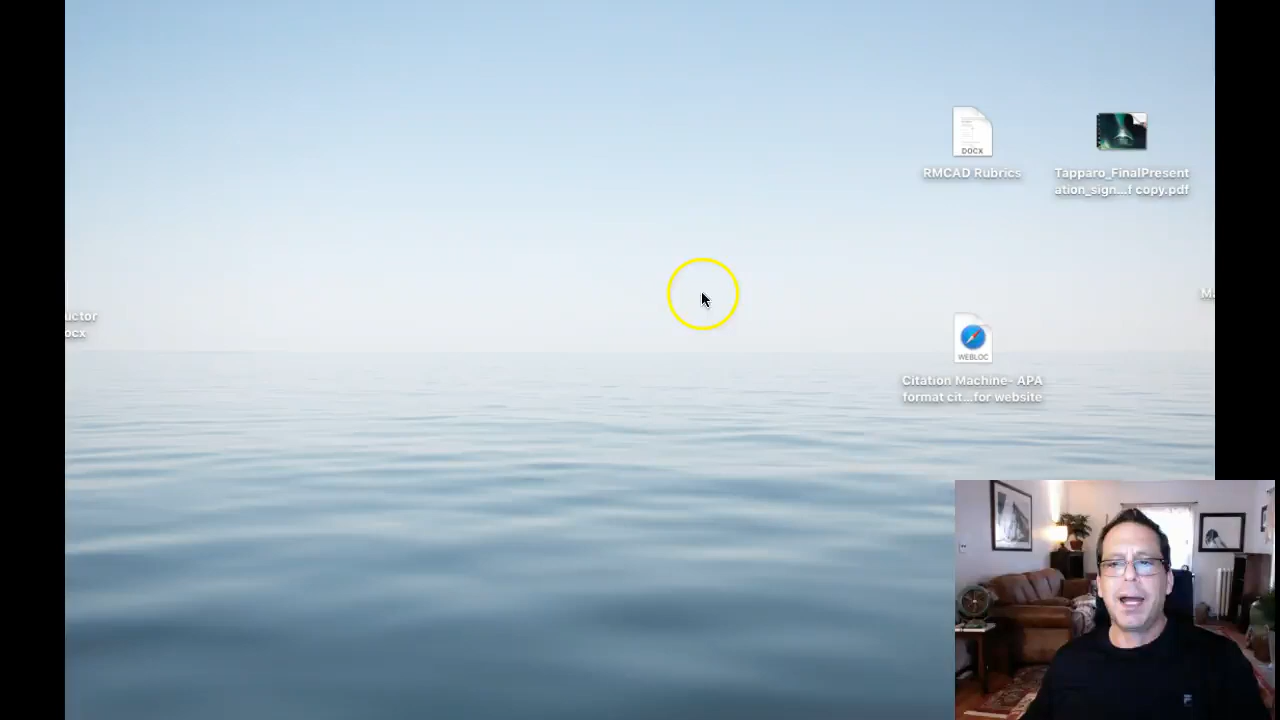 DOCX
RMCAD Rubrics
Tapparo_FinalPresent
ation_sign...f copy.pdf
M.
uctor
ocx
WEBLOC
Citation Machine- APA
format cit...for website